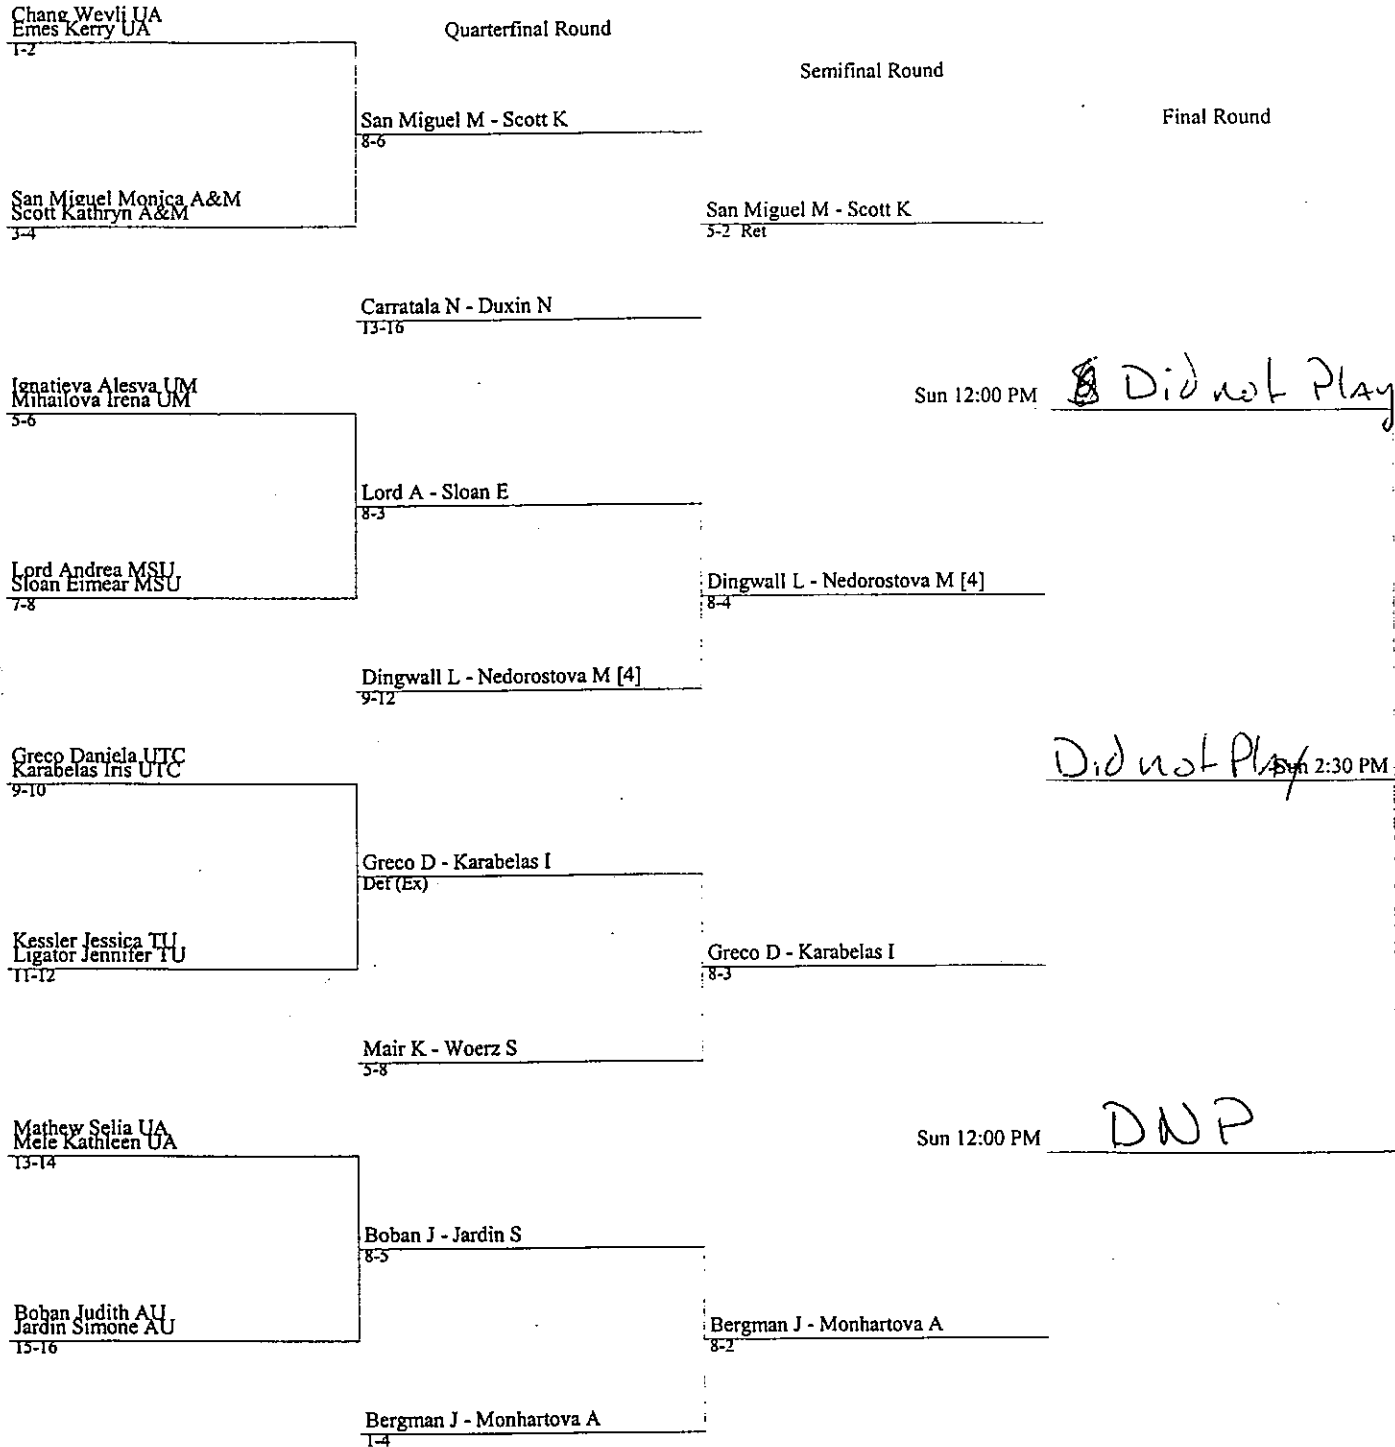 Chang Weyli UA
Emes Kerry UA
1-2
Quarterfinal Round
Semifinal Round
Final Round
San Miguel M - Scott K
8-6
San Miguel Monica A&M
Scott Kathryn A&M
3-4
San Miguel M - Scott K
5-2 Ret
Carratala N - Duxin N
13-16
Ignatieva Alesya UM
Mihailova Irena UM
5-6
Sun 12:00 PM Did not Play
Lord A - Sloan E
8-3
Lord Andrea MSU
Sloan Eimear MSU
7-8
Dingwall L - Nedorostova M [4]
8-4
Dingwall L - Nedorostova M [4]
9-12
Greco Daniela UTC
Karabelas Iris UTC
9-10
Did not Play Sun 2:30 PM
Greco D - Karabelas I
Def (Ex)
Kessler Jessica TU
Ligator Jennifer TU
11-12
Greco D - Karabelas I
8-3
Mair K - Woerz S
5-8
Mathew Selia UA
Mele Kathleen UA
13-14
Sun 12:00 PM DNP
Boban J - Jardin S
8-5
Boban Judith AU
Jardin Simone AU
15-16
Bergman J - Monhartova A
8-2
Bergman J - Monhartova A
1-4